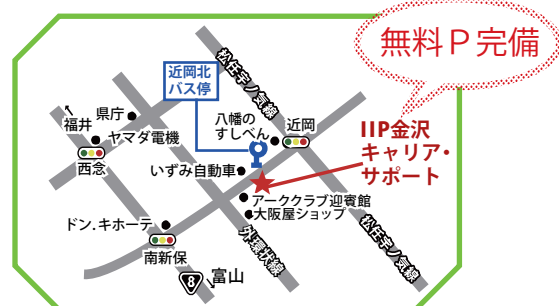 無料Ｐ完備
松任宇ノ気線
近岡北
バス停
県庁
福井
ヤマダ電機
八幡の
すしべん
近岡
IIP金沢
キャリア・
サポート
西念
いずみ自動車
アーククラブ迎賓館
大阪屋ショップ
ドン.キホーテ
外環状線
松任宇ノ気線
南新保
8
富山